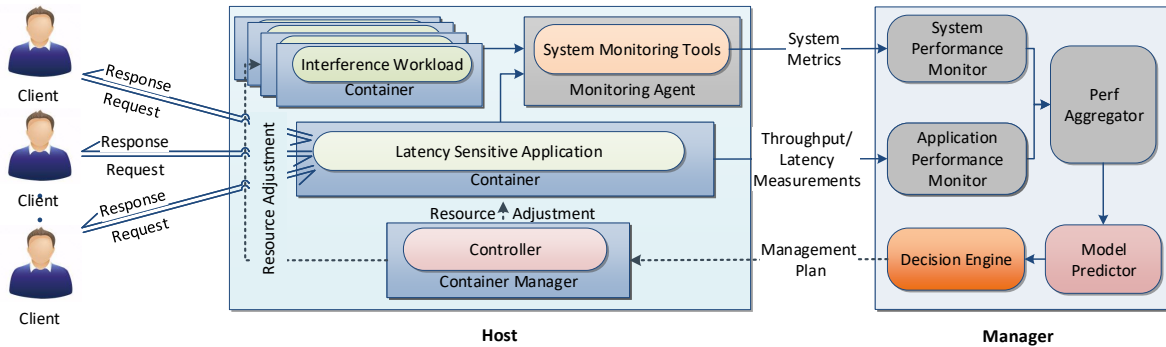 Response
Request
Client
Response
Request
Client
Response
Request
Client
Resource Adjustment
Interference Workload
Container
System Monitoring Tools
Monitoring Agent
Latency Sensitive Application
Container
Resource Adjustment
Controller
Container Manager
Host
System
Metrics
Throughput/
Latency
Measurements
Management
Plan
System
Performance
Monitor
Application
Performance
Monitor
Perf
Aggregator
Decision Engine
Model
Predictor
Manager